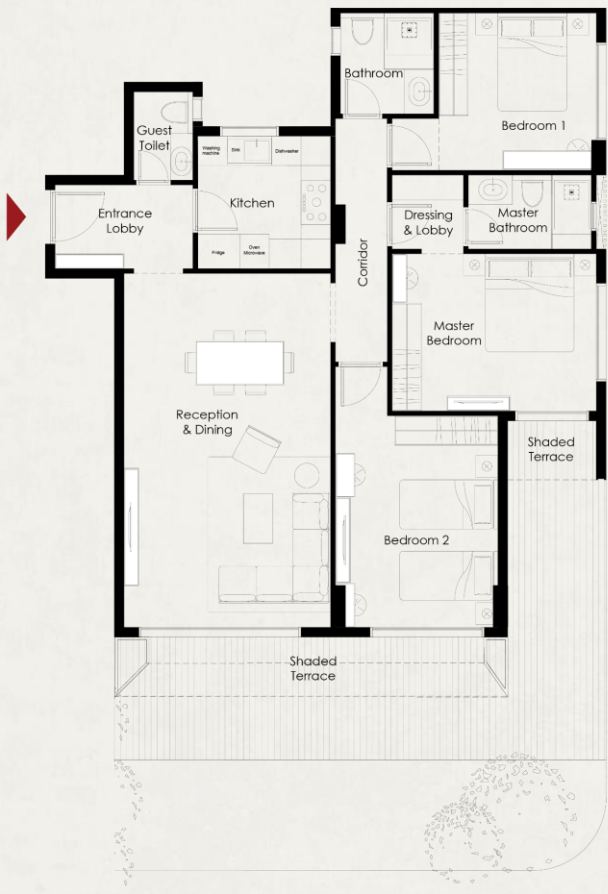 Bathroom
Bedroom 1
Guest
Toilet
Washing
machine
Sink
Dishwasher
Kitchen
Entrance
Lobby
Dressing
& Lobby
Master
Bathroom
Fridge
Oven
Microwave
Corridor
Master
Bedroom
Reception
& Dining
Shaded
Terrace
Bedroom 2
Shaded
Terrace